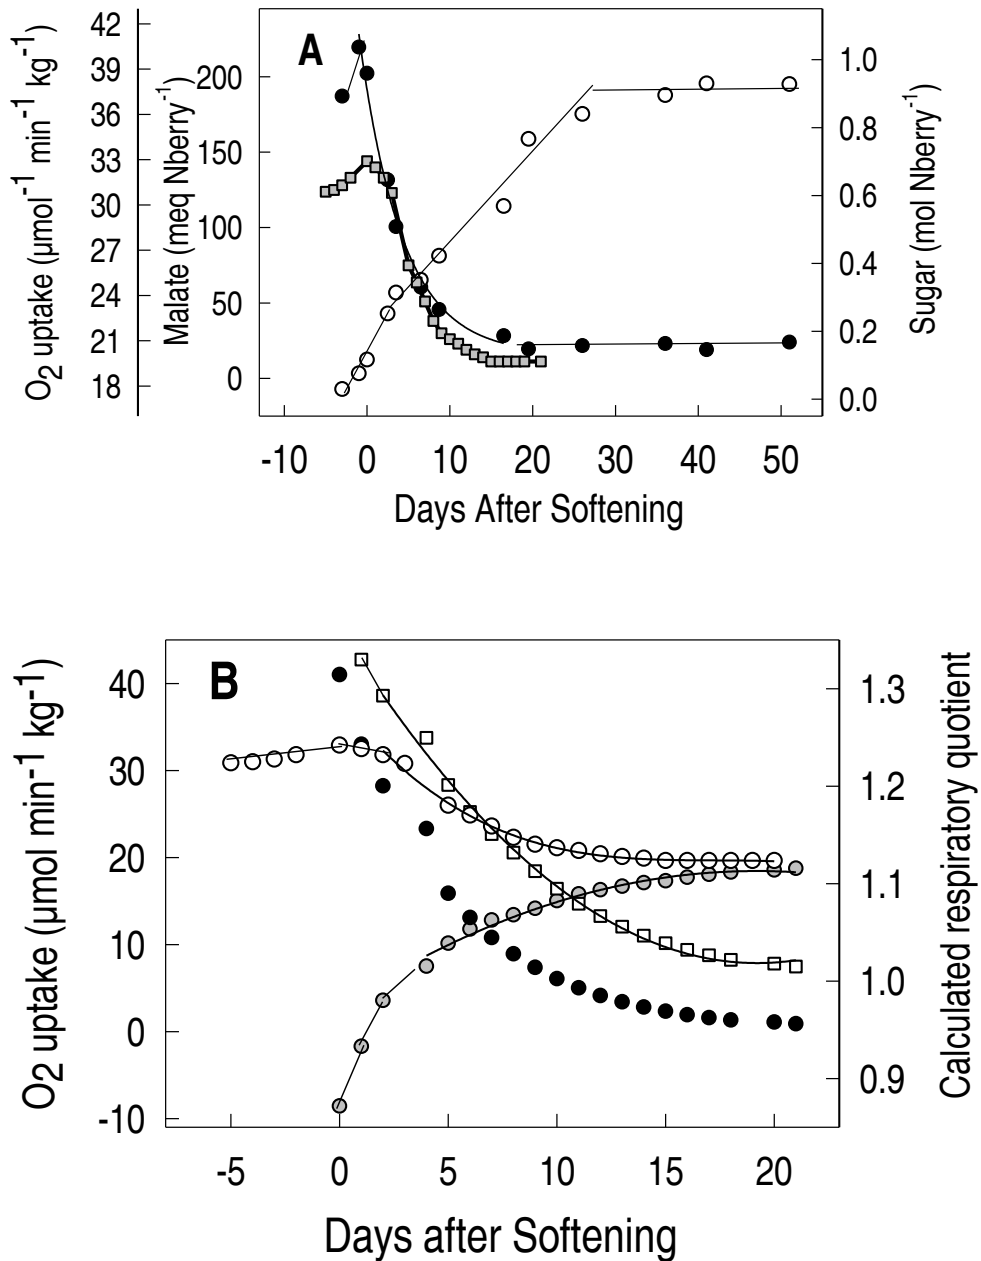 A
O2 uptake (µmol-1 min-1 kg-1)
42
39
36
33
30
27
24
21
18
Malate (meq Nberry-1)
200
150
100
50
0
Sugar (mol Nberry-1)
1.0
0.8
0.6
0.4
0.2
0.0
-10 0 10 20 30 40 50
Days After Softening
B
O2 uptake (µmol min-1 kg-1)
40
30
20
10
0
-10
Calculated respiratory quotient
1.3
1.2
1.1
1.0
0.9
-5 0 5 10 15 20
Days after Softening